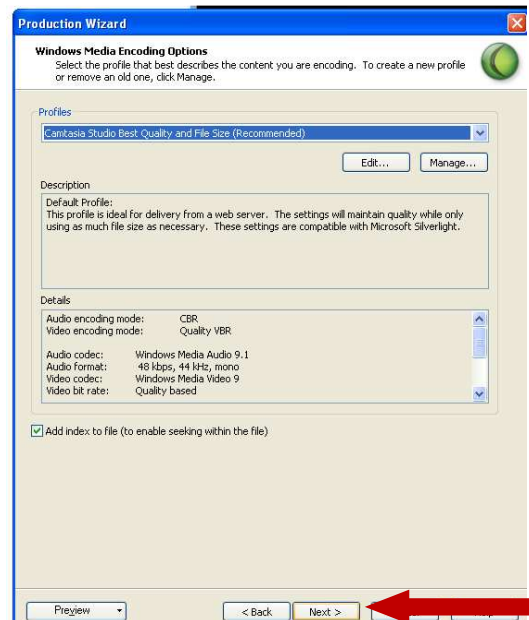 Production Wizard
Windows Media Encoding Options
Select the profile that best describes the content you are encoding. To create a new profile
or remove an old one, click Manage.
Profiles
Camtasia Studio Best Quality and File Size (Recommended)
Edit... Manage...
Description
Default Profile:
This profile is ideal for delivery from a web server. The settings will maintain quality while only
using as much file size as necessary. These settings are compatible with Microsoft Silverlight.
Details
Audio encoding mode: CBR
Video encoding mode: Quality VBR
Audio codec: Windows Media Audio 9.1
Audio format: 48 kbps, 44 kHz, mono
Video codec: Windows Media Video 9
Video bit rate: Quality based
Add index to file (to enable seeking within the file)
Preview < Back Next >